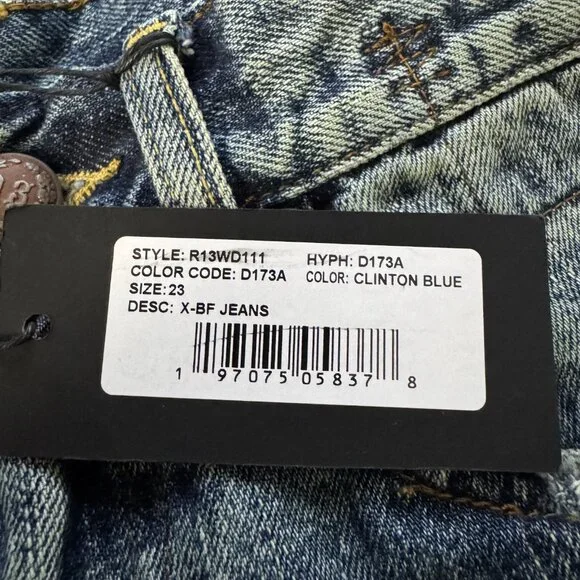 STYLE: R13WD111 HYPH: D173A
COLOR CODE: D173A COLOR: CLINTON BLUE
SIZE: 23
DESC: X-BF JEANS
1 97075 05837 8